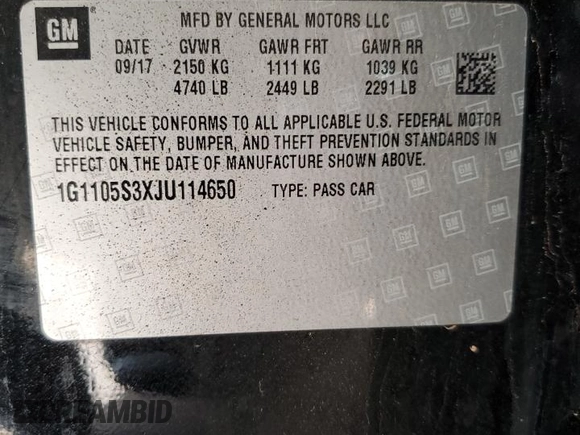 GM
MFD BY GENERAL MOTORS LLC
DATE GVWR GAWR FRT GAWR RR
09/17 2150 KG 1111 KG 1039 KG
4740 LB 2449 LB 2291 LB
THIS VEHICLE CONFORMS TO ALL APPLICABLE U.S. FEDERAL MOTOR
VEHICLE SAFETY, BUMPER, AND THEFT PREVENTION STANDARDS IN
EFFECT ON THE DATE OF MANUFACTURE SHOWN ABOVE.
1G1105S3XJU114650 TYPE: PASS CAR